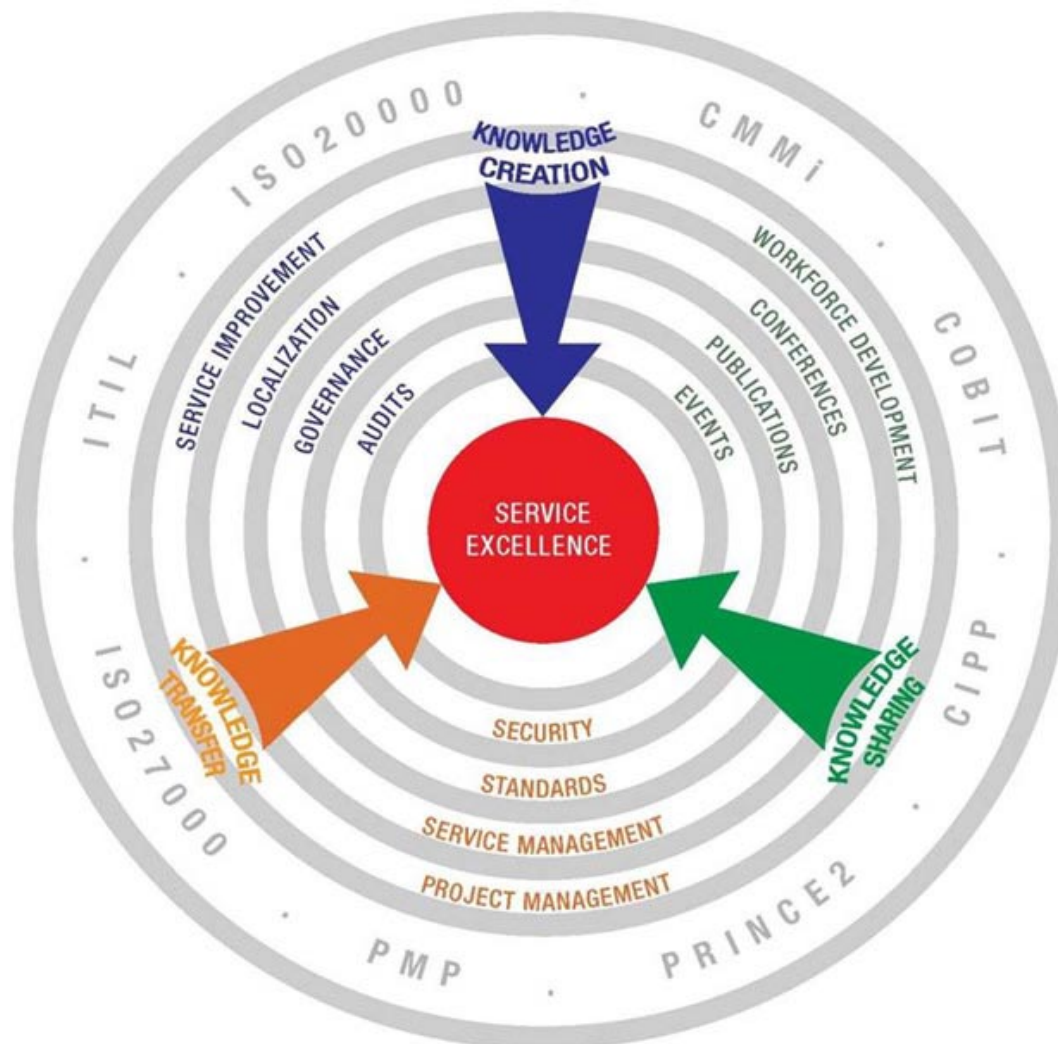 ISO20000
CMMi
COBIT
CIPP
PRINCE2
PMP
ISO27000
ITIL
KNOWLEDGE
CREATION
SERVICE IMPROVEMENT
LOCALIZATION
GOVERNANCE
AUDITS
WORKFORCE DEVELOPMENT
CONFERENCES
PUBLICATIONS
EVENTS
SERVICE
EXCELLENCE
KNOWLEDGE
TRANSFER
KNOWLEDGE
SHARING
SECURITY
STANDARDS
SERVICE MANAGEMENT
PROJECT MANAGEMENT